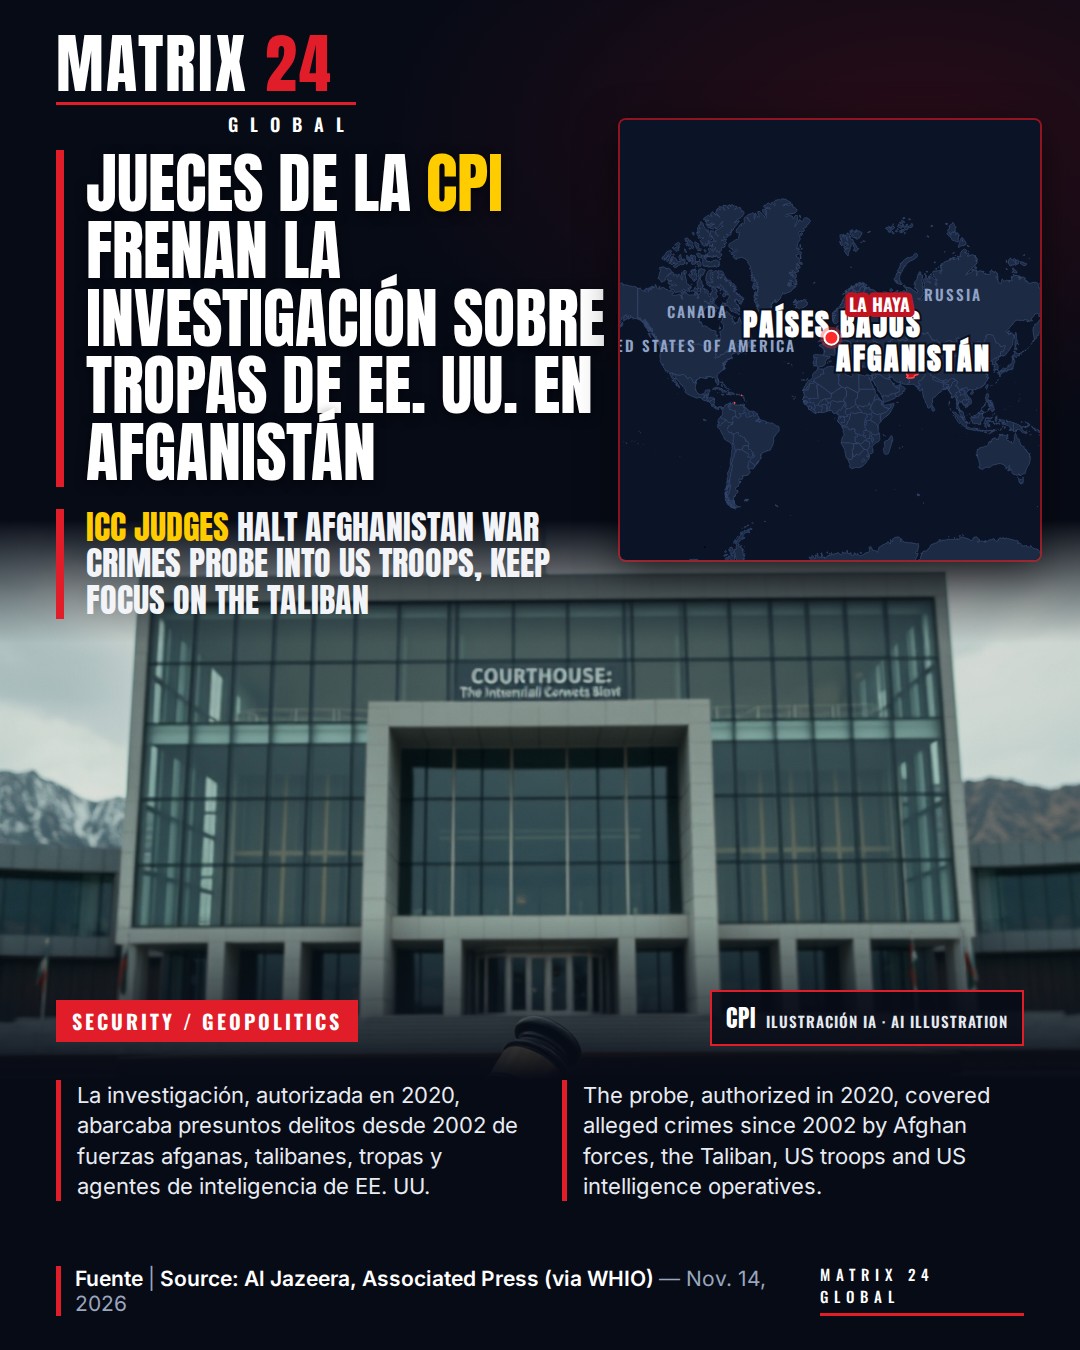 MATRIX 24
GLOBAL
JUECES DE LA CPI
FRENAN LA
INVESTIGACIÓN SOBRE
TROPAS DE EE. UU. EN
AFGANISTÁN
ICC JUDGES HALT AFGHANISTAN WAR
CRIMES PROBE INTO US TROOPS, KEEP
FOCUS ON THE TALIBAN
RUSSIA
LA HAYA
CANADA
PAÍSES BAJOS
ED STATES OF AMERICA
AFGANISTÁN
COURTHOUSE:
The
SECURITY / GEOPOLITICS
CPI ILUSTRACIÓN IA · AI ILLUSTRATION
La investigación, autorizada en 2020,
abarcaba presuntos delitos desde 2002 de
fuerzas afganas, talibanes, tropas y
agentes de inteligencia de EE. UU.
The probe, authorized in 2020, covered
alleged crimes since 2002 by Afghan
forces, the Taliban, US troops and US
intelligence operatives.
Fuente | Source: Al Jazeera, Associated Press (via WHIO) — Nov. 14,
2026
MATRIX 24
GLOBAL